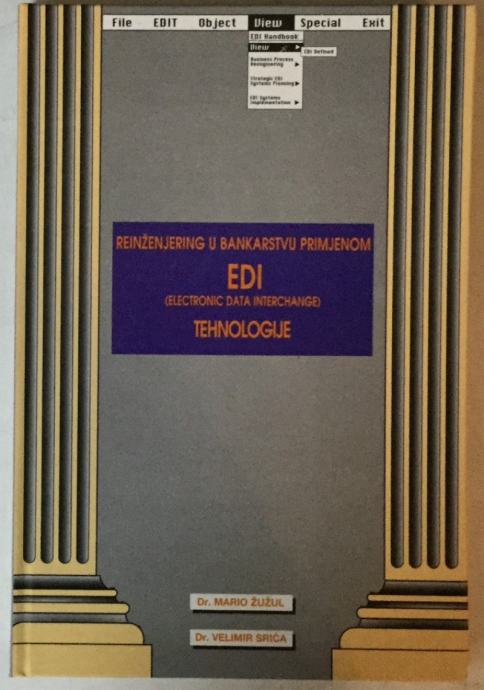 File EDIT Object View Special Exit
EDI Handbook
View
EDI Defined
Business Process
Reengineering
Strategic EDI
Systems Planning
EDI Systems
Implementation
REINŽENJERING U BANKARSTVU PRIMJENOM
EDI
(ELECTRONIC DATA INTERCHANGE)
TEHNOLOGIJE
Dr. MARIO ŽUŽUL
Dr. VELIMIR SRIĆA